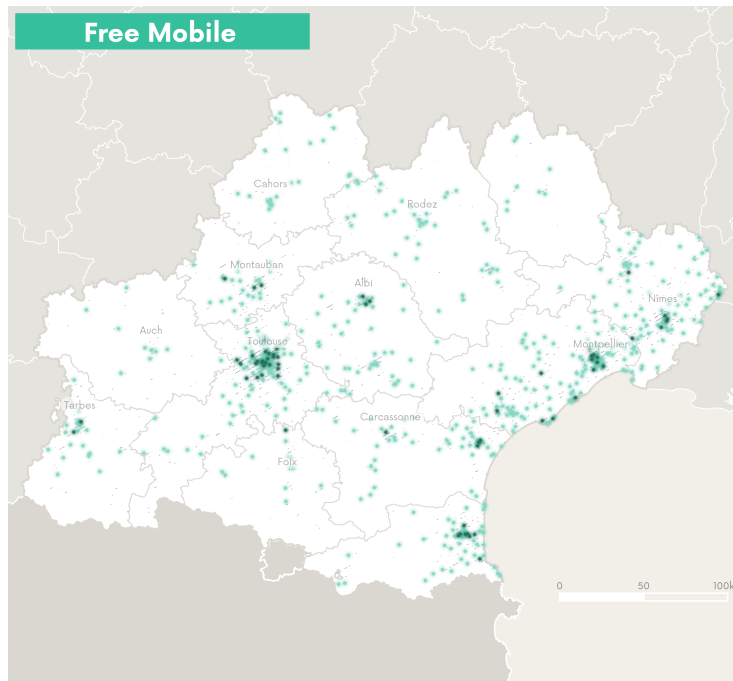 Free Mobile
Cahors
Rodez
Montauban
Albi
Nîmes
Auch
Toulouse
Montpellier
Tarbes
Carcassonne
Foix
0 50 100k